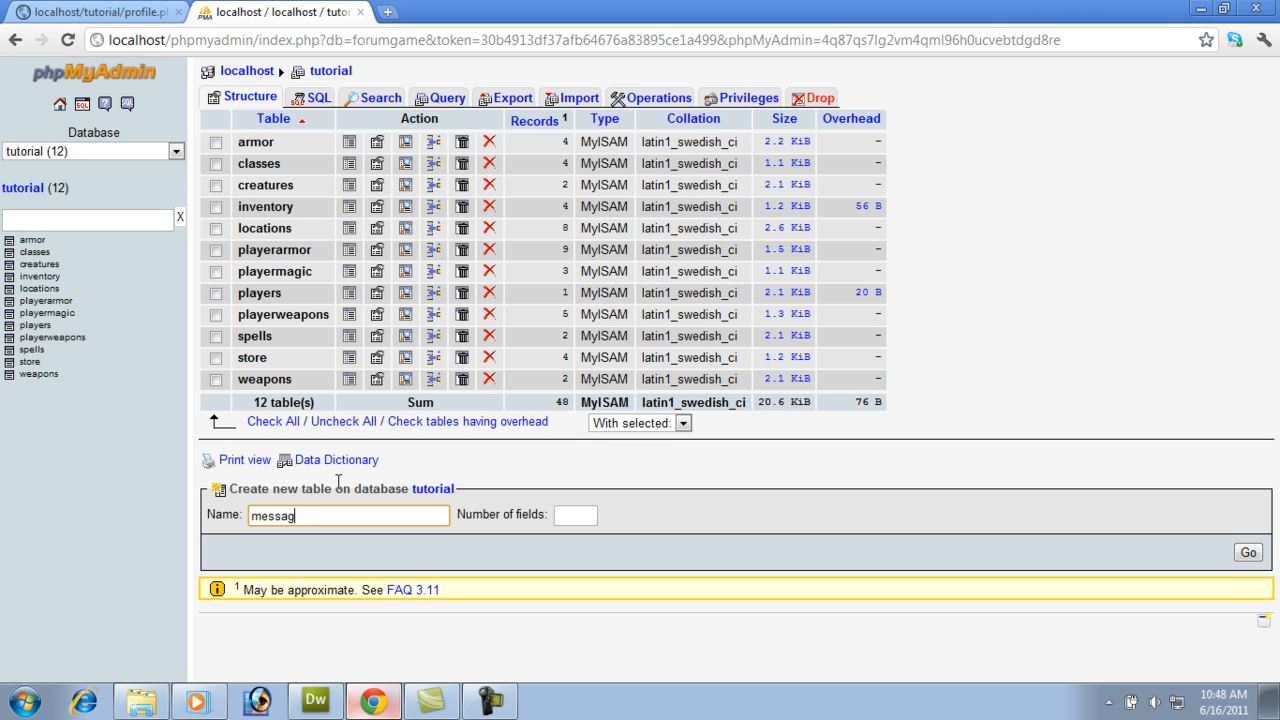 localhost/tutorial/profile.p
localhost / localhost / tutor
localhost/phpmyadmin/index.php?db=forumgame&token=30b4913df37afb64676a83895ce1a499&phpMyAdmin=4q87qs7lg2vm4qml96h0ucvebtdgd8re
phpMyAdmin
SQL
Database
tutorial (12)
tutorial (12)
X
armor
classes
creatures
inventory
locations
playerarmor
playermagic
players
playerweapons
spells
store
weapons
localhost tutorial
Structure SQL Search Query Export Import Operations Privileges Drop
Table Action Records 1 Type Collation Size Overhead
armor 4 MyISAM latin1_swedish_ci 2.2 KiB -
classes 4 MyISAM latin1_swedish_ci 1.1 KiB -
creatures 2 MyISAM latin1_swedish_ci 2.1 KiB -
inventory 4 MyISAM latin1_swedish_ci 1.2 KiB 56 B
locations 8 MyISAM latin1_swedish_ci 2.6 KiB -
playerarmor 9 MyISAM latin1_swedish_ci 1.5 KiB -
playermagic 3 MyISAM latin1_swedish_ci 1.1 KiB -
players 1 MyISAM latin1_swedish_ci 2.1 KiB 20 B
playerweapons 5 MyISAM latin1_swedish_ci 1.3 KiB -
spells 2 MyISAM latin1_swedish_ci 2.1 KiB -
store 4 MyISAM latin1_swedish_ci 1.2 KiB -
weapons 2 MyISAM latin1_swedish_ci 2.1 KiB -
12 table(s) Sum 48 MyISAM latin1_swedish_ci 20.6 KiB 76 B
Check All / Uncheck All / Check tables having overhead With selected:
Print view Data Dictionary
Create new table on database tutorial
Name: messag Number of fields:
Go
1 May be approximate. See FAQ 3.11
Dw
10:48 AM
6/16/2011